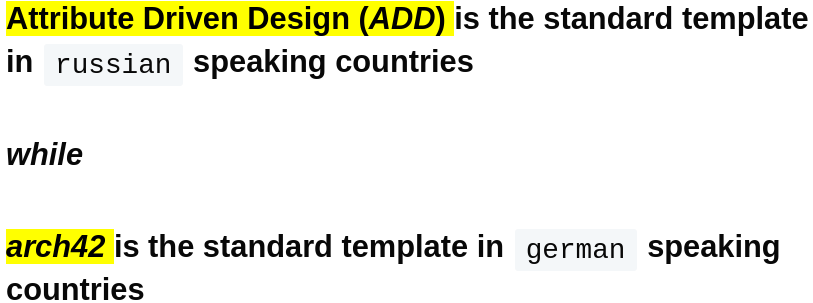 Attribute Driven Design (ADD) is the standard template
in russian speaking countries
while
arch42 is the standard template in german speaking
countries